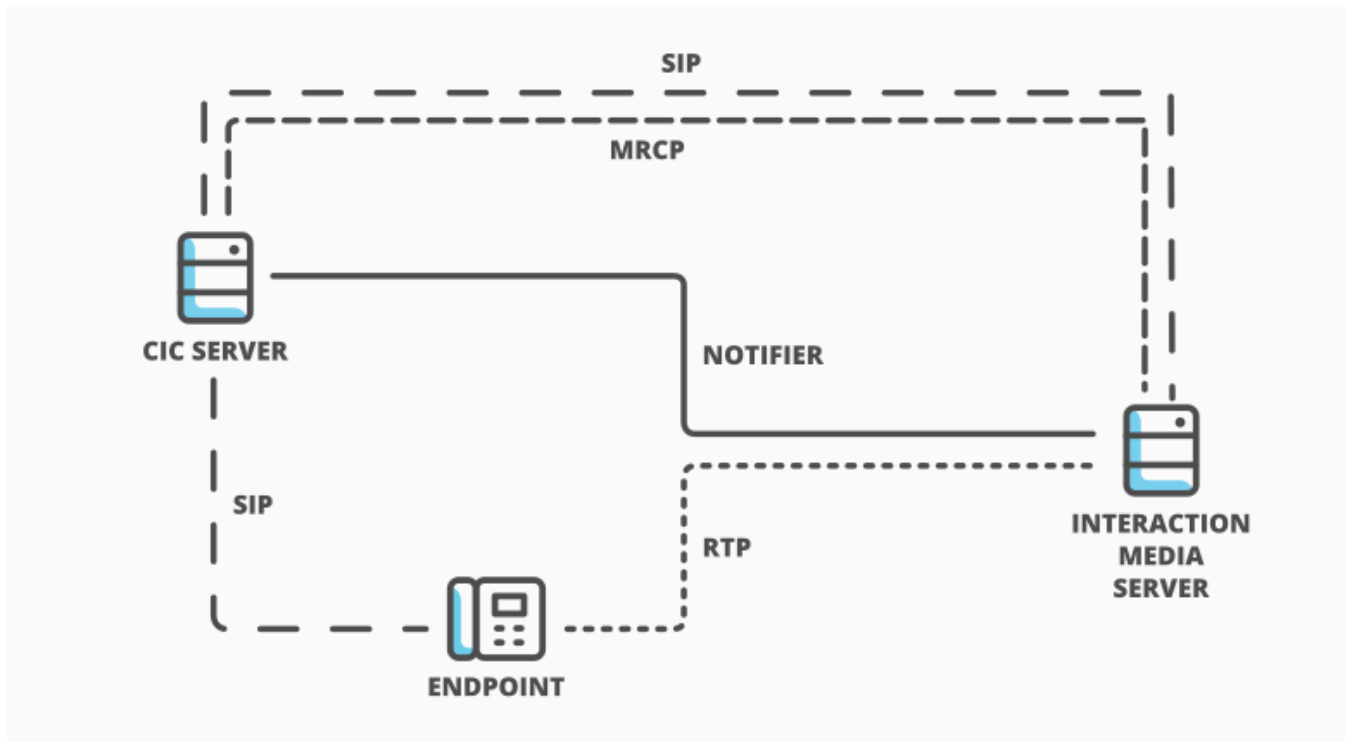 SIP
MRCP
CIC SERVER
NOTIFIER
SIP
RTP
INTERACTION
MEDIA
SERVER
ENDPOINT